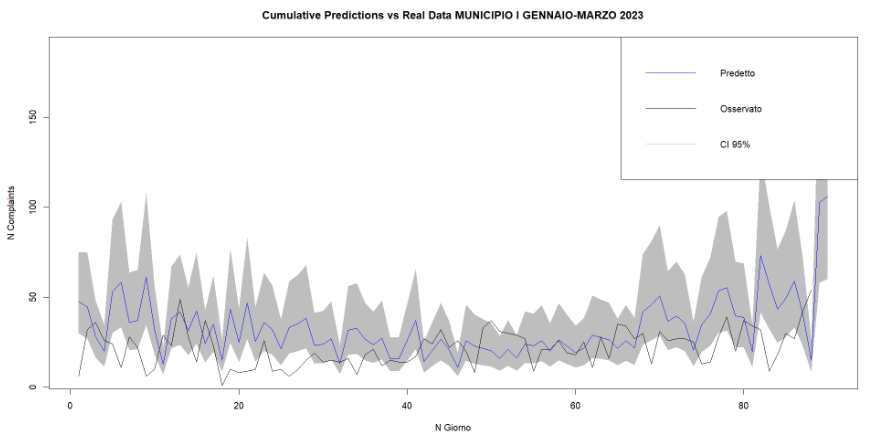 Cumulative Predictions vs Real Data MUNICIPIO I GENNAIO-MARZO 2023
Predetto
Osservato
CI 95%
N Complaints
150
100
50
0
0 20 40 60 80
N Giorno